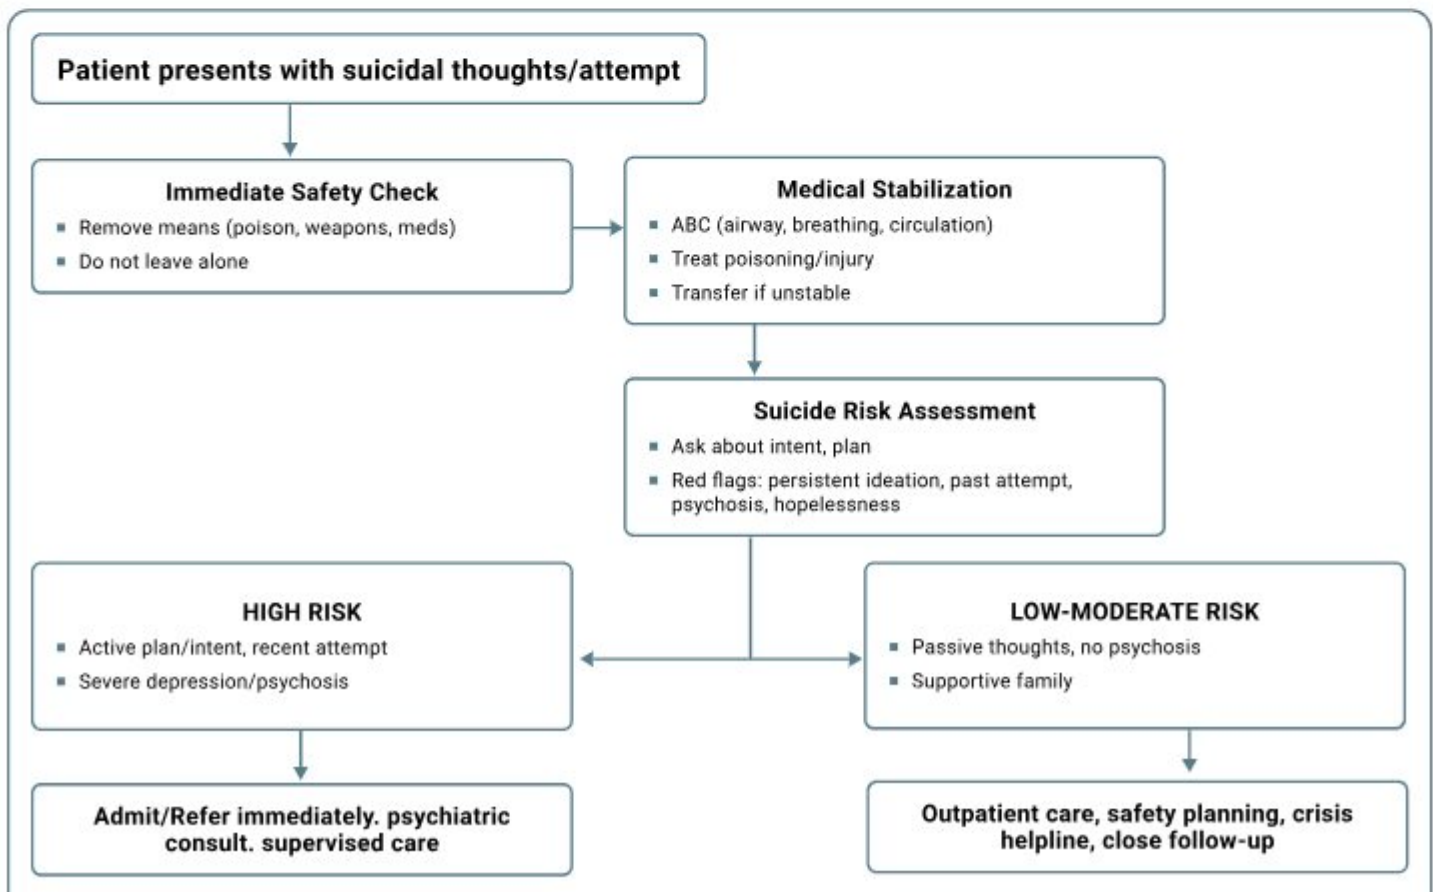 Patient presents with suicidal thoughts/attempt
Immediate Safety Check
Remove means (poison, weapons, meds)
Do not leave alone
Medical Stabilization
ABC (airway, breathing, circulation)
Treat poisoning/injury
Transfer if unstable
Suicide Risk Assessment
Ask about intent, plan
Red flags: persistent ideation, past attempt,
psychosis, hopelessness
HIGH RISK
Active plan/intent, recent attempt
Severe depression/psychosis
LOW-MODERATE RISK
Passive thoughts, no psychosis
Supportive family
Admit/Refer immediately. psychiatric
consult. supervised care
Outpatient care, safety planning, crisis
helpline, close follow-up